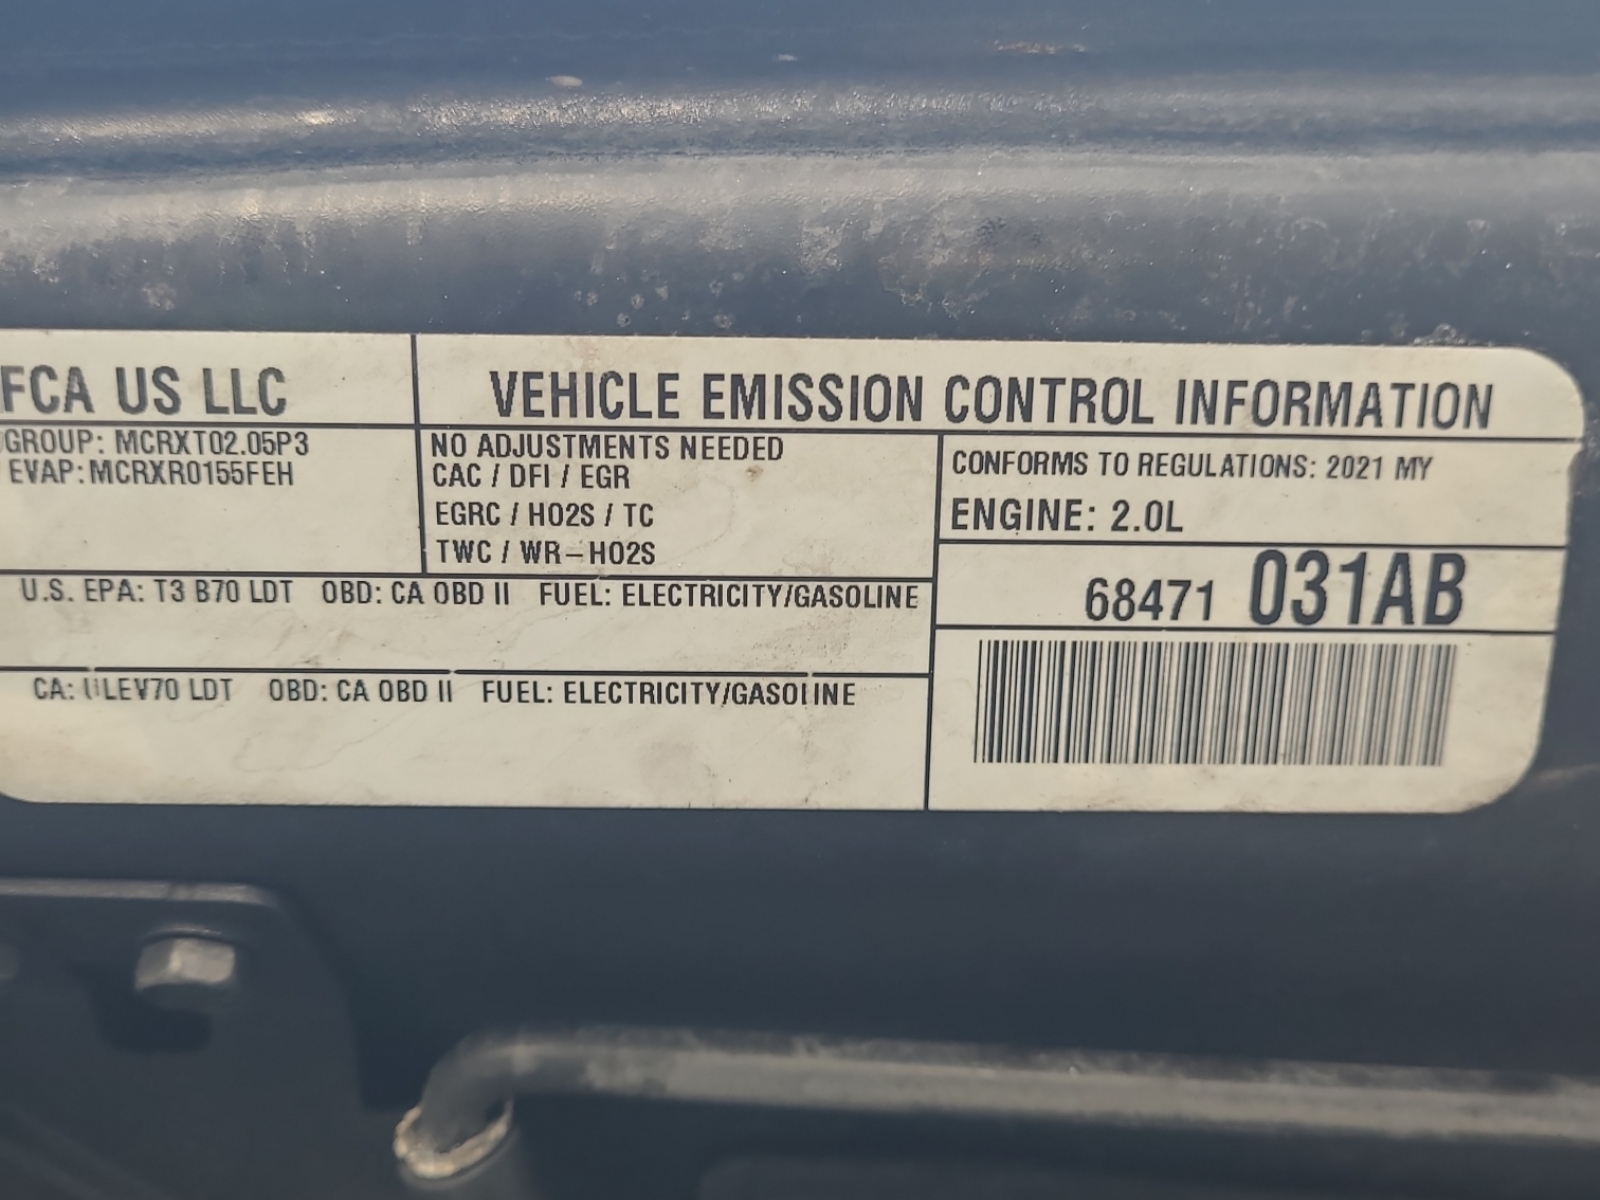 FCA US LLC
VEHICLE EMISSION CONTROL INFORMATION
GROUP: MCRXT02.05P3
EVAP: MCRXR0155FEH
NO ADJUSTMENTS NEEDED
CAC / DFI / EGR
EGRC / HO2S / TC
TWC / WR-HO2S
CONFORMS TO REGULATIONS: 2021 MY
ENGINE: 2.0L
68471 031AB
U.S. EPA: T3 B70 LDT OBD: CA OBD II FUEL: ELECTRICITY/GASOLINE
CA: ULEV70 LDT OBD: CA OBD II FUEL: ELECTRICITY/GASOLINE